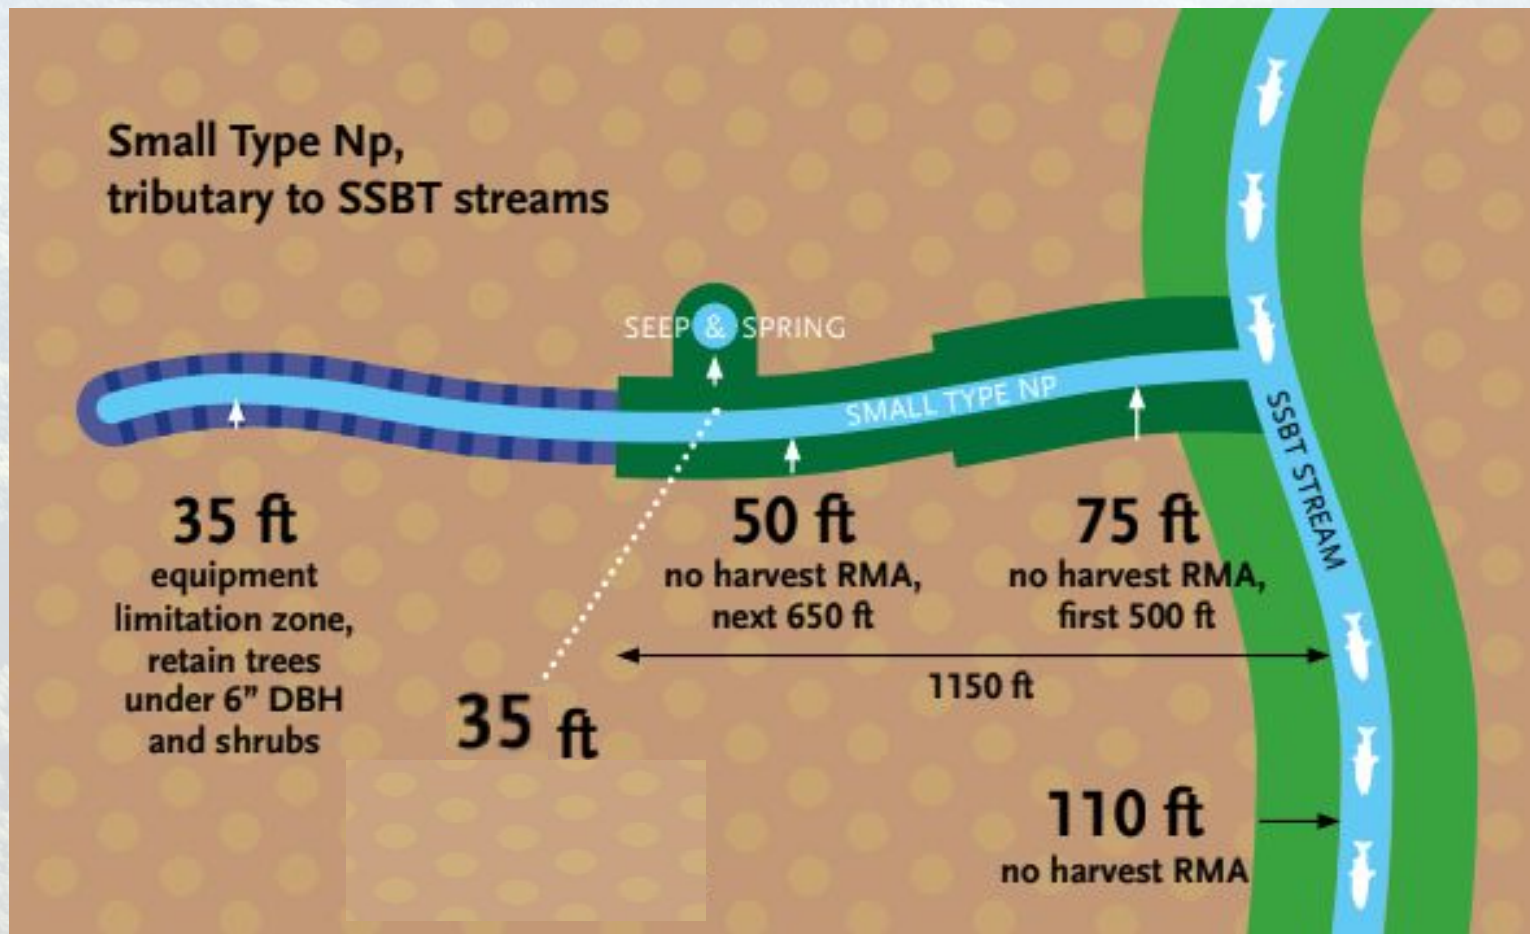 Small Type Np,
tributary to SSBT streams
SEEP & SPRING
SMALL TYPE NP
SSBT STREAM
35 ft
equipment
limitation zone,
retain trees
under 6” DBH
and shrubs
35 ft
50 ft
no harvest RMA,
next 650 ft
75 ft
no harvest RMA,
first 500 ft
1150 ft
110 ft
no harvest RMA